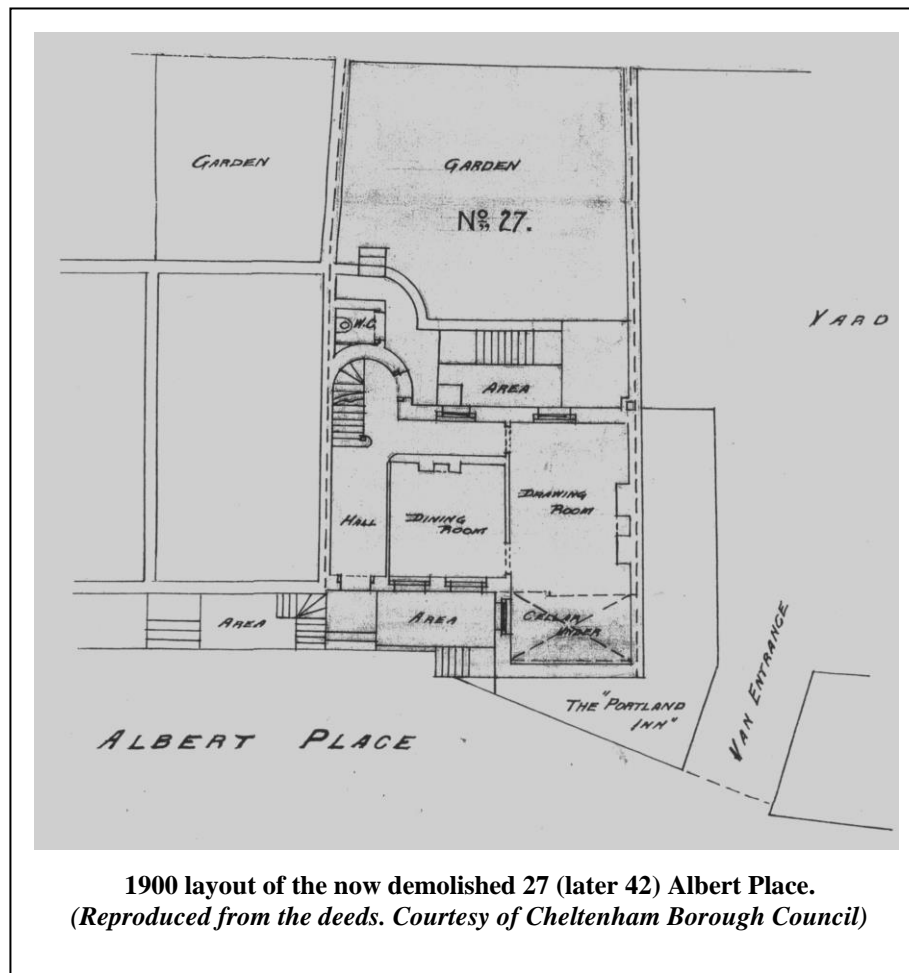 GARDEN
GARDEN
Nº 27.
W.C.
YARD
AREA
DRAWING
ROOM
HALL
DINING
ROOM
AREA
AREA
CELLAR
UNDER
THE "PORTLAND
INN"
VAN ENTRANCE
ALBERT PLACE
1900 layout of the now demolished 27 (later 42) Albert Place.
(Reproduced from the deeds. Courtesy of Cheltenham Borough Council)